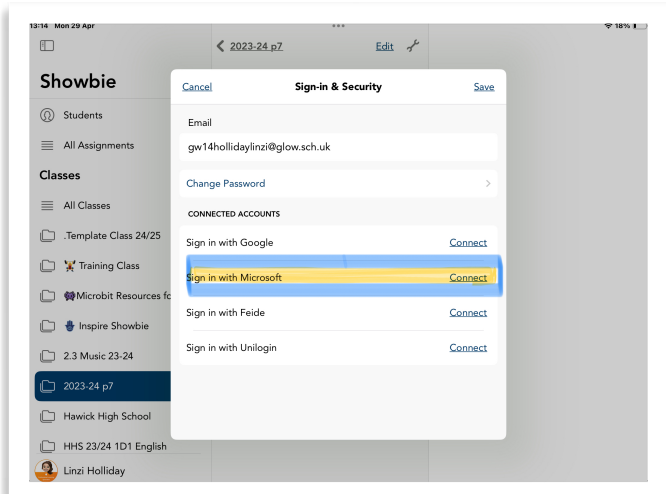 13:14 Mon 29 Apr
18%
2023-24 p7
Edit
Showbie
Students
All Assignments
Classes
All Classes
.Template Class 24/25
Training Class
Microbit Resources fo
Inspire Showbie
2.3 Music 23-24
2023-24 p7
Hawick High School
HHS 23/24 1D1 English
Linzi Holliday
Cancel
Sign-in & Security
Save
Email
gw14hollidaylinzi@glow.sch.uk
Change Password
CONNECTED ACCOUNTS
Sign in with Google Connect
Sign in with Microsoft Connect
Sign in with Feide Connect
Sign in with Unilogin Connect